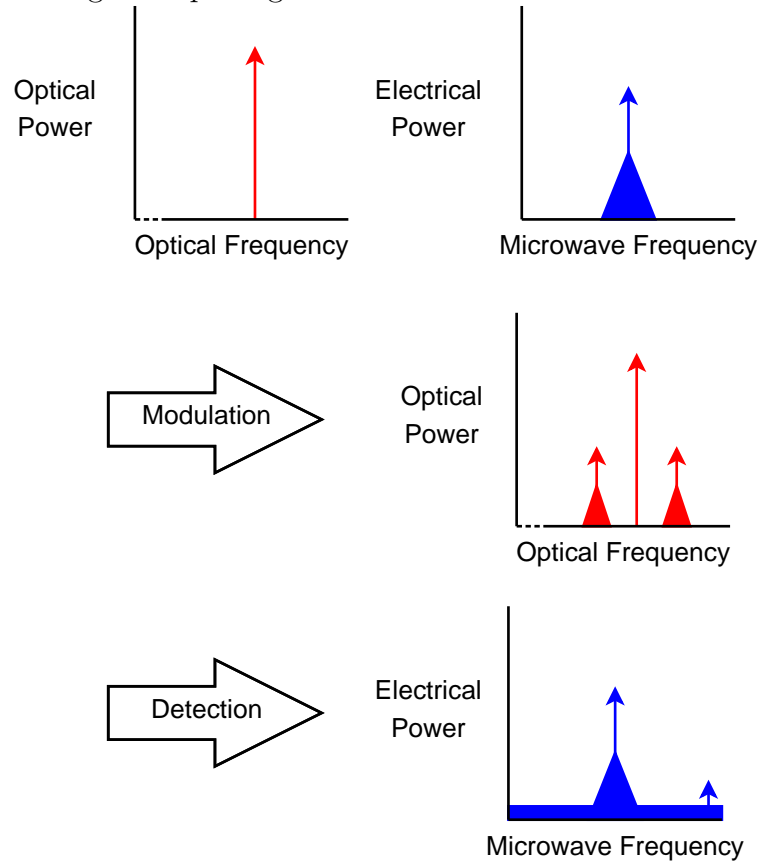 Optical
Power
Optical Frequency
Electrical
Power
Microwave Frequency
Modulation
Optical
Power
Optical Frequency
Detection
Electrical
Power
Microwave Frequency